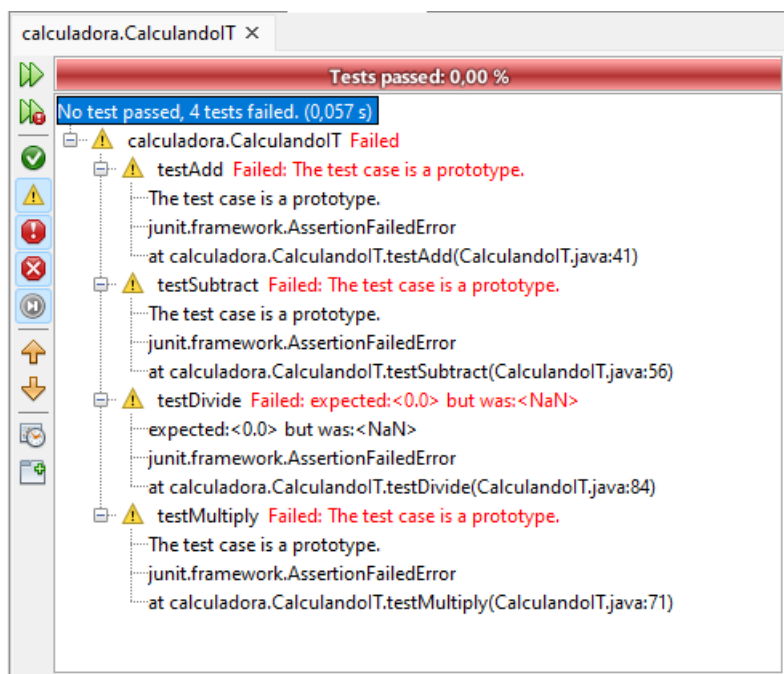 calculadora.CalculandoIT ×
Tests passed: 0,00 %
No test passed, 4 tests failed. (0,057 s)
calculadora.CalculandoIT Failed
testAdd Failed: The test case is a prototype.
The test case is a prototype.
junit.framework.AssertionFailedError
at calculadora.CalculandoIT.testAdd(CalculandoIT.java:41)
testSubtract Failed: The test case is a prototype.
The test case is a prototype.
junit.framework.AssertionFailedError
at calculadora.CalculandoIT.testSubtract(CalculandoIT.java:56)
testDivide Failed: expected:<0.0> but was:<NaN>
expected:<0.0> but was:<NaN>
junit.framework.AssertionFailedError
at calculadora.CalculandoIT.testDivide(CalculandoIT.java:84)
testMultiply Failed: The test case is a prototype.
The test case is a prototype.
junit.framework.AssertionFailedError
at calculadora.CalculandoIT.testMultiply(CalculandoIT.java:71)